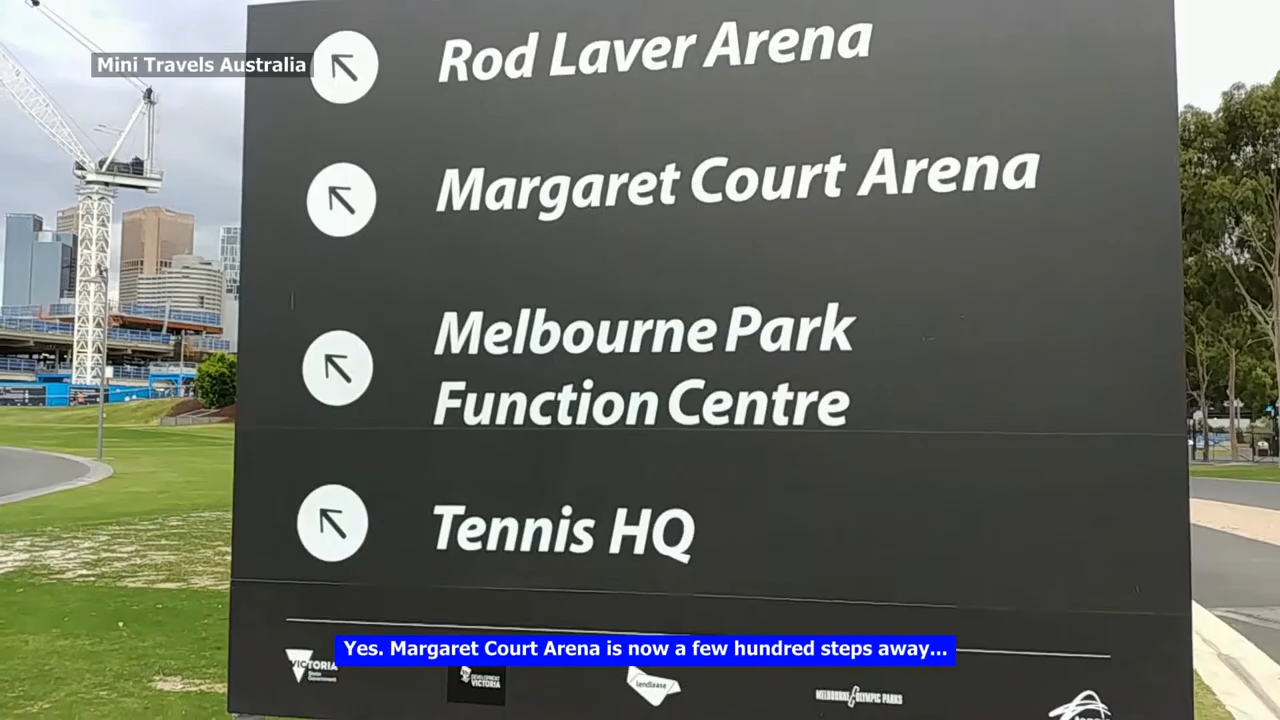 Mini Travels Australia
Rod Laver Arena
Margaret Court Arena
Melbourne Park
Function Centre
Tennis HQ
Yes. Margaret Court Arena is now a few hundred steps away...
VICTORIA
State
Government
DEVELOPMENT
VICTORIA
lendlease
MELBOURNE & OLYMPIC PARKS